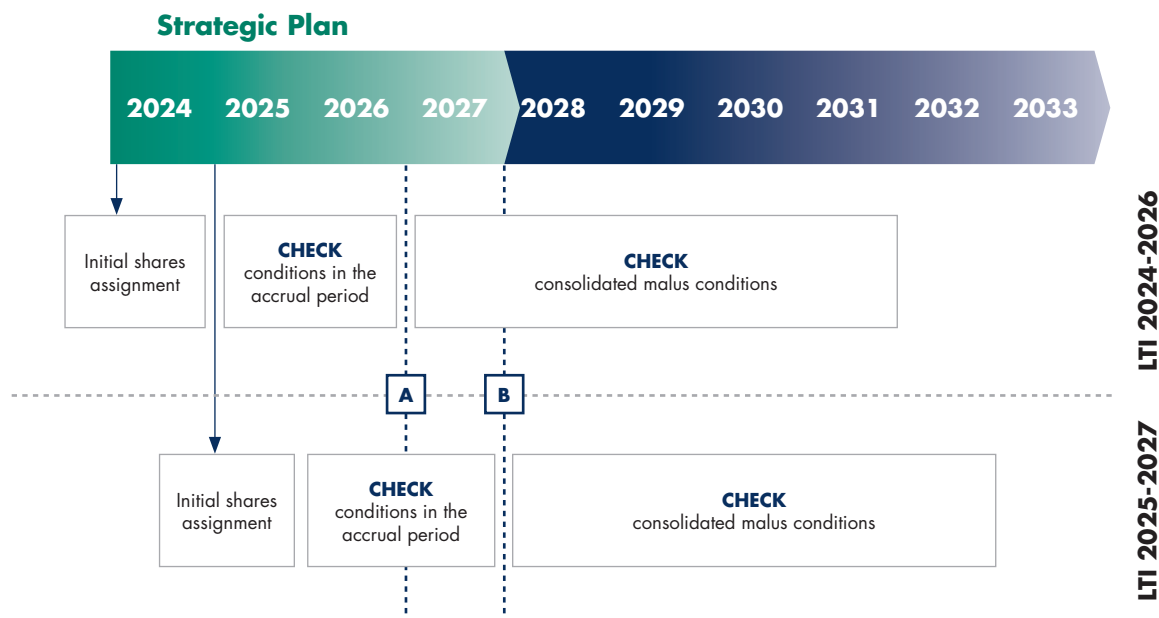 Strategic Plan
2024 2025 2026 2027 2028 2029 2030 2031 2032 2033
Initial shares
assignment
CHECK
conditions in the
accrual period
CHECK
consolidated malus conditions
LTI 2024-2026
A
B
Initial shares
assignment
CHECK
conditions in the
accrual period
CHECK
consolidated malus conditions
LTI 2025-2027